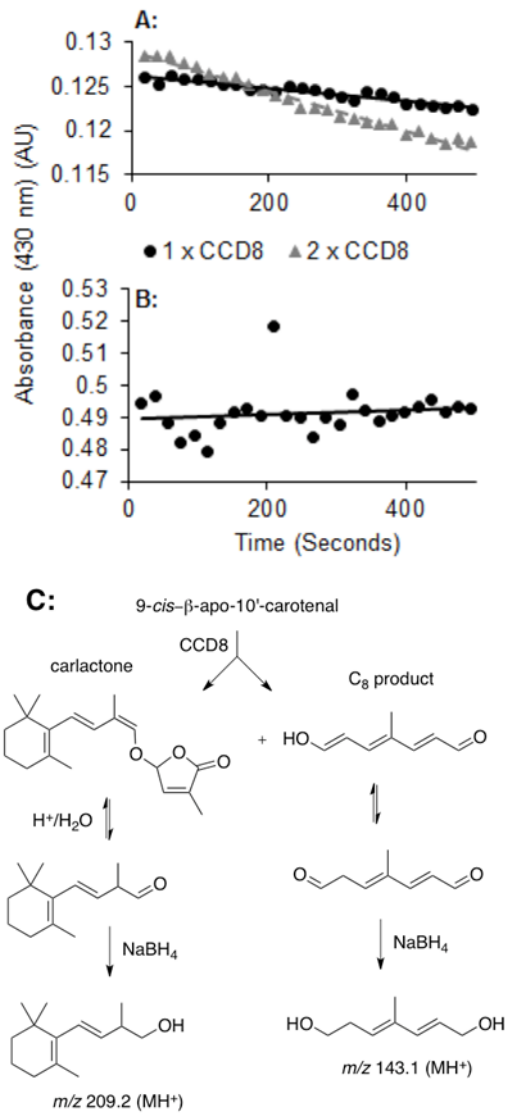 A:
0.13
0.125
0.12
0.115
0 200 400
Absorbance (430 nm) (AU)
1 x CCD8 2 x CCD8
B:
0.53
0.52
0.51
0.5
0.49
0.48
0.47
0 200 400
Time (Seconds)
C:
9-cis–β-apo-10'-carotenal
CCD8
carlactone
C₈ product
O
O
O
+
HO
O
H⁺/H₂O
O
O
O
NaBH₄
NaBH₄
OH
HO
OH
m/z 209.2 (MH⁺)
m/z 143.1 (MH⁺)